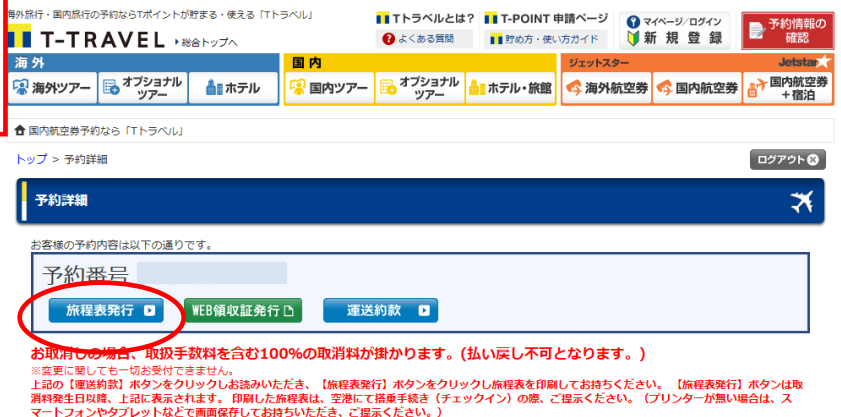 海外旅行・国内旅行の予約ならTポイントが貯まる・使える「Tトラベル」
T-TRAVEL 総合トップへ
Tトラベルとは?
T-POINT 申請ページ
よくある質問
貯め方・使い方ガイド
マイページ/ログイン
新規登録
予約情報の
確認
海外
海外ツアー
オプショナル
ツアー
ホテル
国内
国内ツアー
オプショナル
ツアー
ホテル・旅館
ジェットスター
Jetstar
海外航空券
国内航空券
国内航空券
+宿泊
国内航空券予約なら「Tトラベル」
トップ > 予約詳細
ログアウト
予約詳細
お客様の予約内容は以下の通りです。
予約番号
旅程表発行
WEB領収証発行
運送約款
お取消しの場合、取扱手数料を含む100%の取消料が掛かります。(払い戻し不可となります。)
※変更に関しても一切お受付できません。
上記の【運送約款】ボタンをクリックしお読みいただき、【旅程表発行】ボタンをクリックし旅程表を印刷してお持ちください。 【旅程表発行】ボタンは取
消料発生日以降、上記に表示されます。 印刷した旅程表は、空港にて搭乗手続き（チェックイン）の際、ご提示ください。（プリンターが無い場合は、ス
マートフォンやタブレットなどで画面保存してお持ちいただき、ご提示ください。）